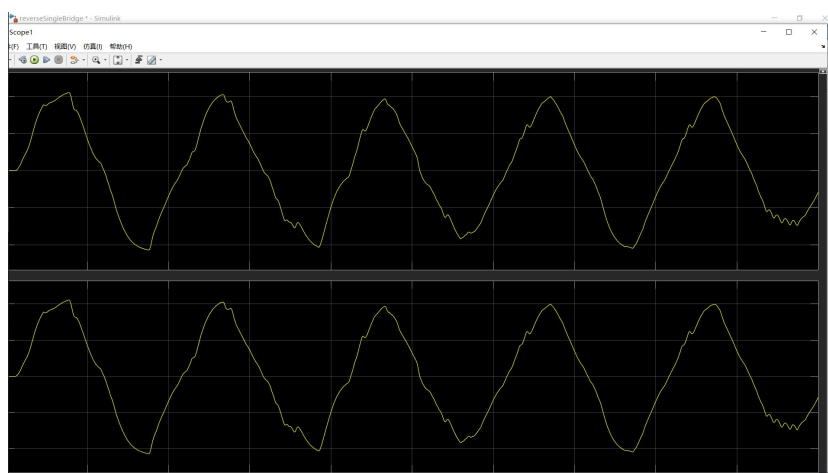 reverseSingleBridge * - Simulink
Scope1
(F) 工具(T) 视图(V) 仿真(I) 帮助(H)